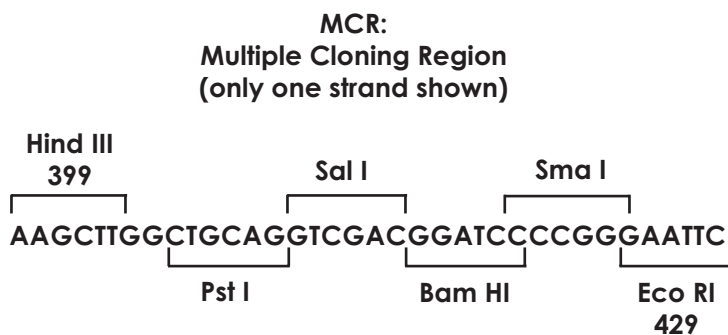 MCR:
Multiple Cloning Region
(only one strand shown)
Hind III
399
Sal I
Sma I
AAGCTTGGCTGCAGGTCGACGGATCCCCGGGAATTC
Pst I
Bam HI
Eco RI
429